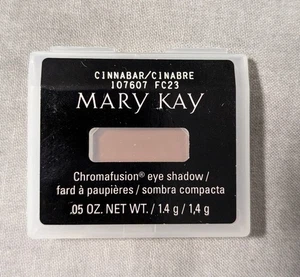 CINNABAR/CINABRE
107607 FC23
MARY KAY
Chromafusion® eye shadow/
fard à paupières / sombra compacta
.05 OZ. NET WT. / 1.4 g / 1,4 g